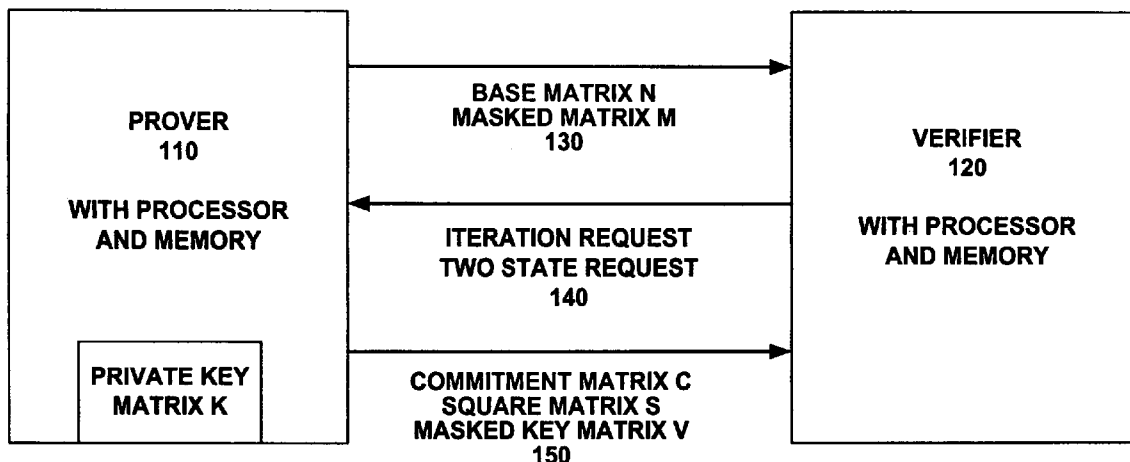 PROVER
110
WITH PROCESSOR
AND MEMORY
PRIVATE KEY
MATRIX K
BASE MATRIX N
MASKED MATRIX M
130
ITERATION REQUEST
TWO STATE REQUEST
140
COMMITMENT MATRIX C
SQUARE MATRIX S
MASKED KEY MATRIX V
150
VERIFIER
120
WITH PROCESSOR
AND MEMORY